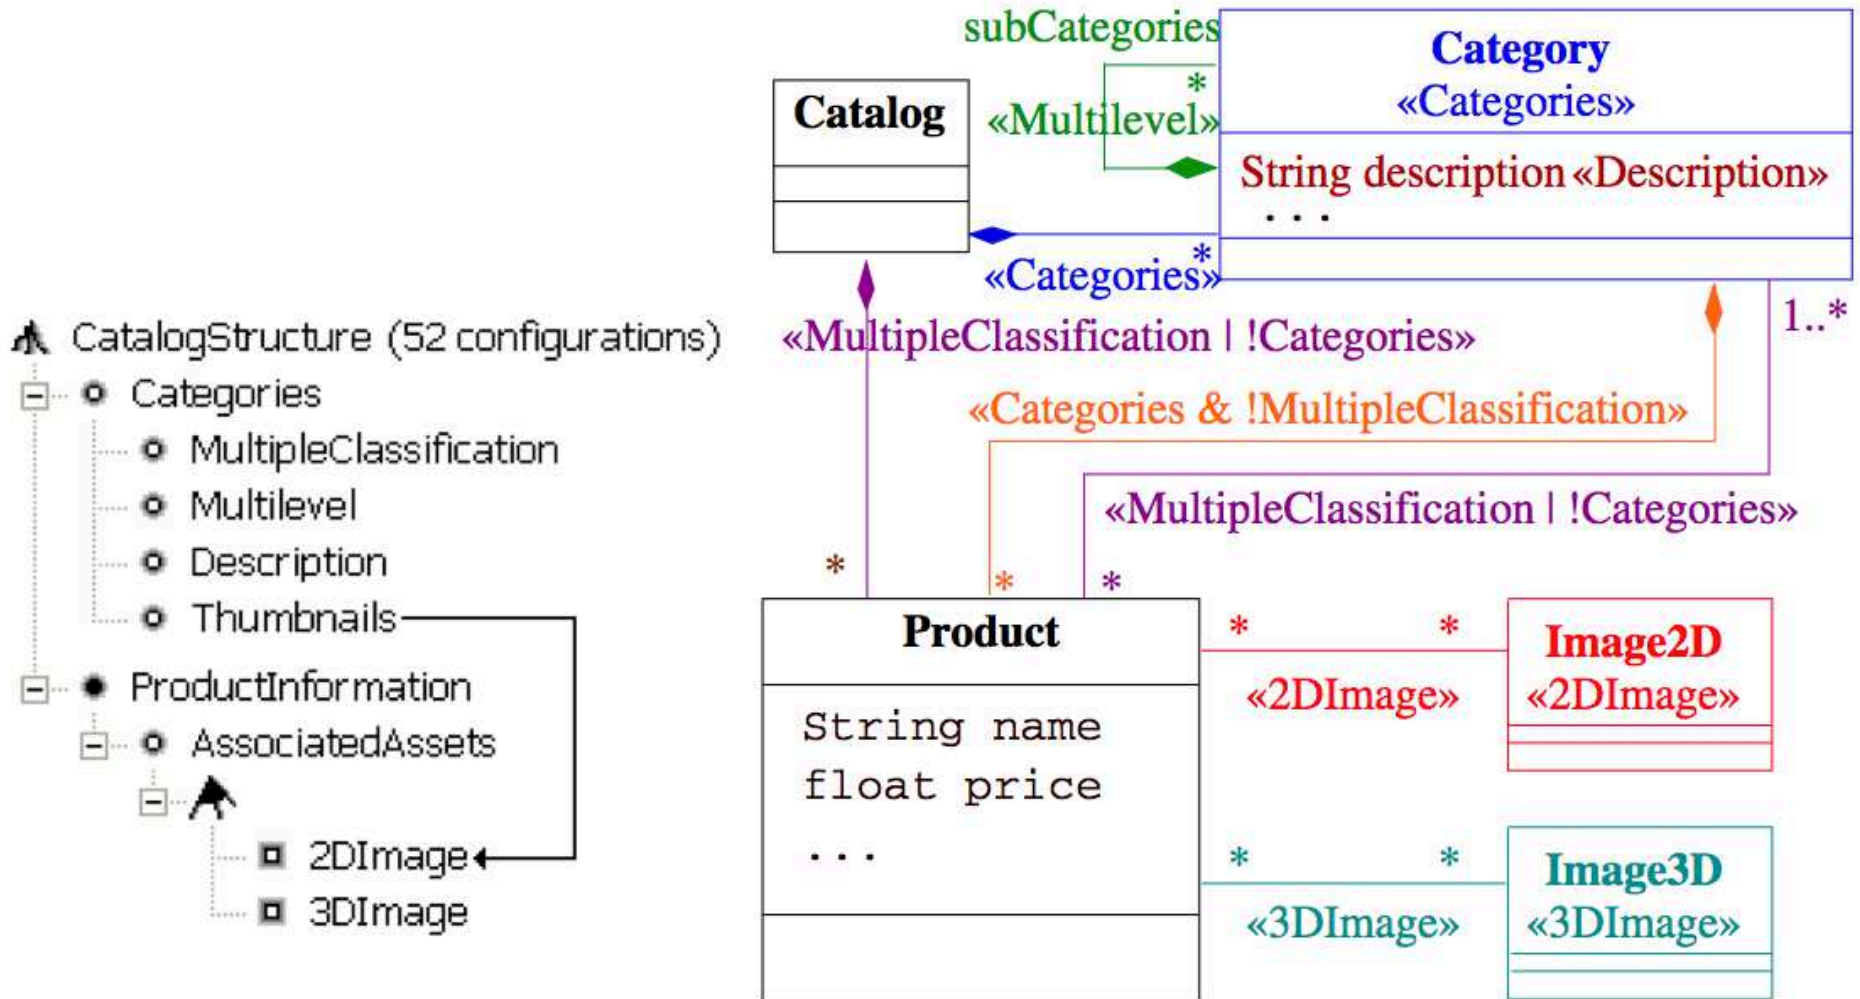 CatalogStructure (52 configurations)
Categories
MultipleClassification
Multilevel
Description
Thumbnails
ProductInformation
AssociatedAssets
2DImage
3DImage
subCategories
*
«Multilevel»
Catalog
Category
«Categories»
String description «Description»
...
*
«Categories»
«MultipleClassification | !Categories»
1..*
«Categories & !MultipleClassification»
«MultipleClassification | !Categories»
* * *
Product
String name
float price
...
* *
«2DImage»
Image2D
«2DImage»
* *
«3DImage»
Image3D
«3DImage»